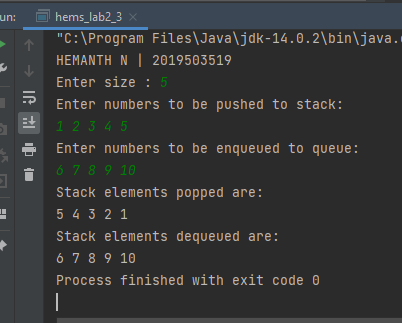 un: hems_lab2_3
"C:\Program Files\Java\jdk-14.0.2\bin\java.
HEMANTH N | 2019503519
Enter size : 5
Enter numbers to be pushed to stack:
1 2 3 4 5
Enter numbers to be enqueued to queue:
6 7 8 9 10
Stack elements popped are:
5 4 3 2 1
Stack elements dequeued are:
6 7 8 9 10
Process finished with exit code 0